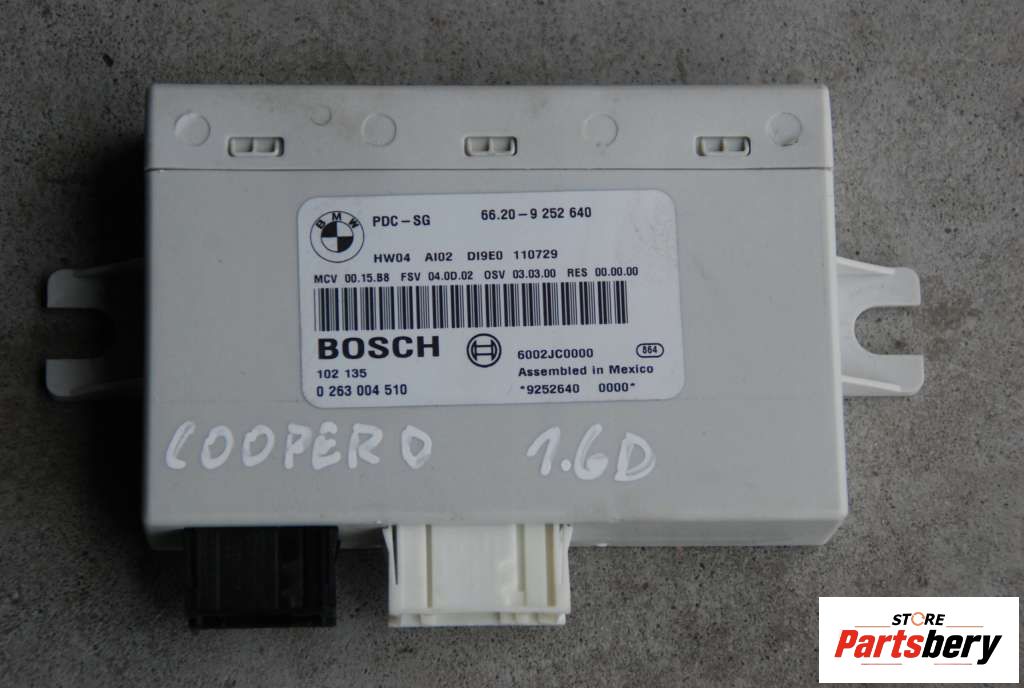 BMW
PDC-SG 66.20-9 252 640
HW04 AI02 DI9E0 110729
MCV 00.15.B8 FSV 04.0D.02 OSV 03.03.00 RES 00.00.00
BOSCH
6002JC0000 864
102 135 Assembled in Mexico
0 263 004 510 *9252640 0000*
COOPER D 1.6D
STORE
Partsbery